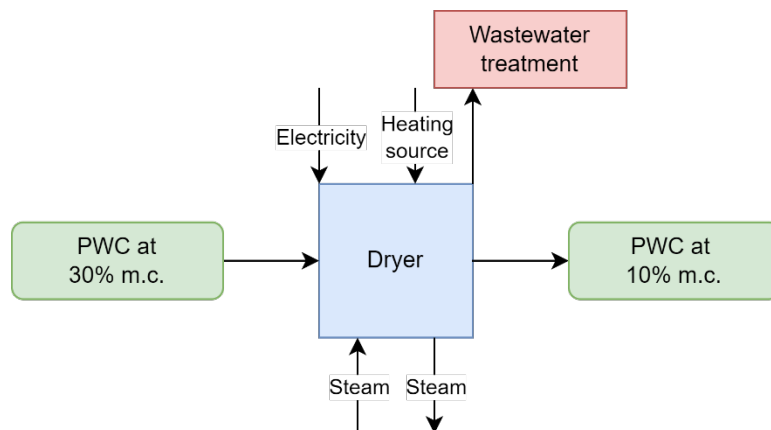 Wastewater
treatment
Electricity
Heating
source
PWC at
30% m.c.
Dryer
PWC at
10% m.c.
Steam
Steam